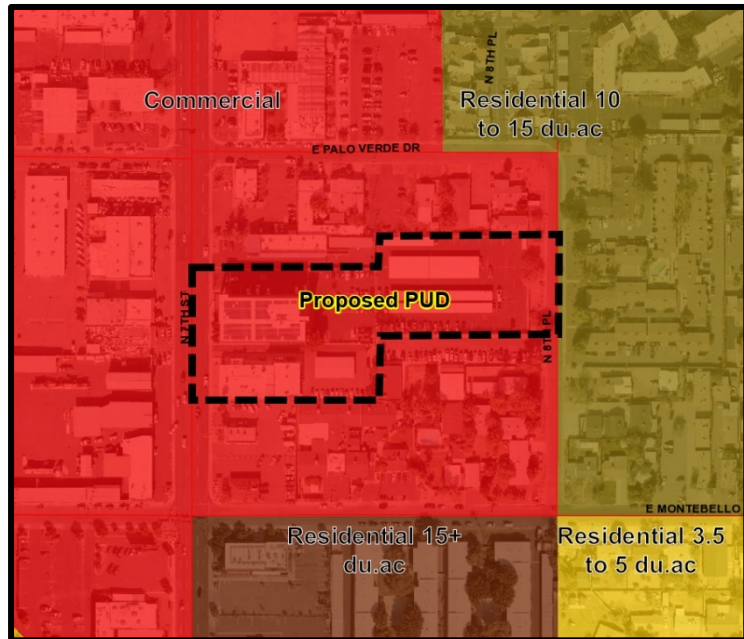 N 8TH PL
Commercial
Residential 10
to 15 du.ac
E PALO VERDE DR
Proposed PUD
N 7TH ST
N 8TH PL
E MONTEBELLO
Residential 15+
du.ac
Residential 3.5
to 5 du.ac